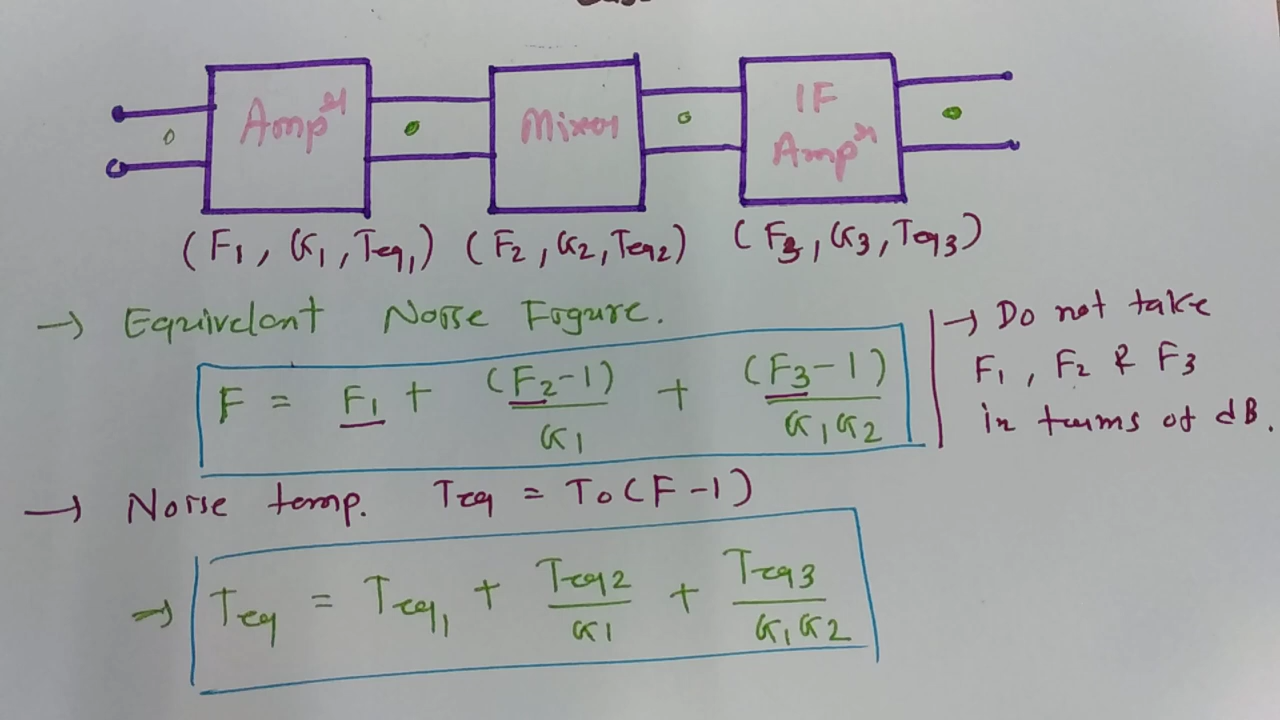 Ampʳ Mixer IF Ampʳ
(F₁, G₁, Teq₁) (F₂, G₂, Teq₂) (F₃, G₃, Teq₃)
→ Equivelant Noise Figure.
F = F₁ + (F₂-1)/G₁ + (F₃-1)/G₁G₂
→ Do not take
F₁, F₂ & F₃
in terms of dB.
→ Noise temp. Teq = To(F-1)
⇒ Teq = Teq₁ + Teq₂/G₁ + Teq₃/G₁G₂